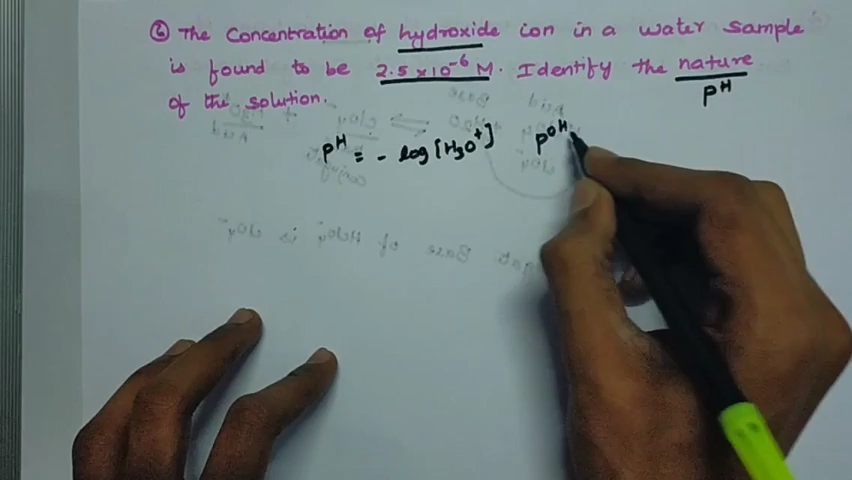 ⑥ The Concentration of hydroxide ion in a water sample
is found to be 2.5 × 10⁻⁶ M. Identify the nature
of the solution.
pH
pH = - log [H₃O⁺] pOH